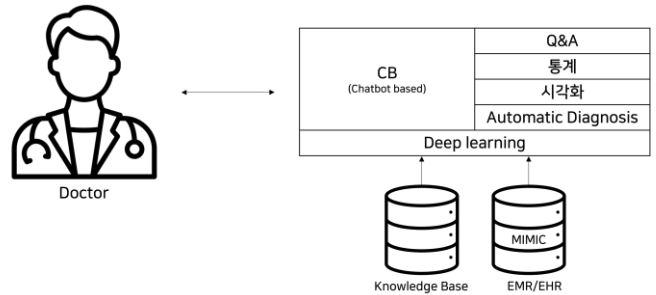 Doctor
CB
(Chatbot based)
Q&A
통계
시각화
Automatic Diagnosis
Deep learning
MIMIC
Knowledge Base
EMR/EHR